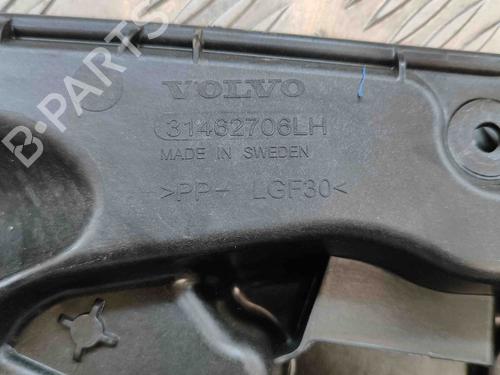 B-PARTS
VOLVO
31462706LH
MADE IN SWEDEN
>PP- LGF30<